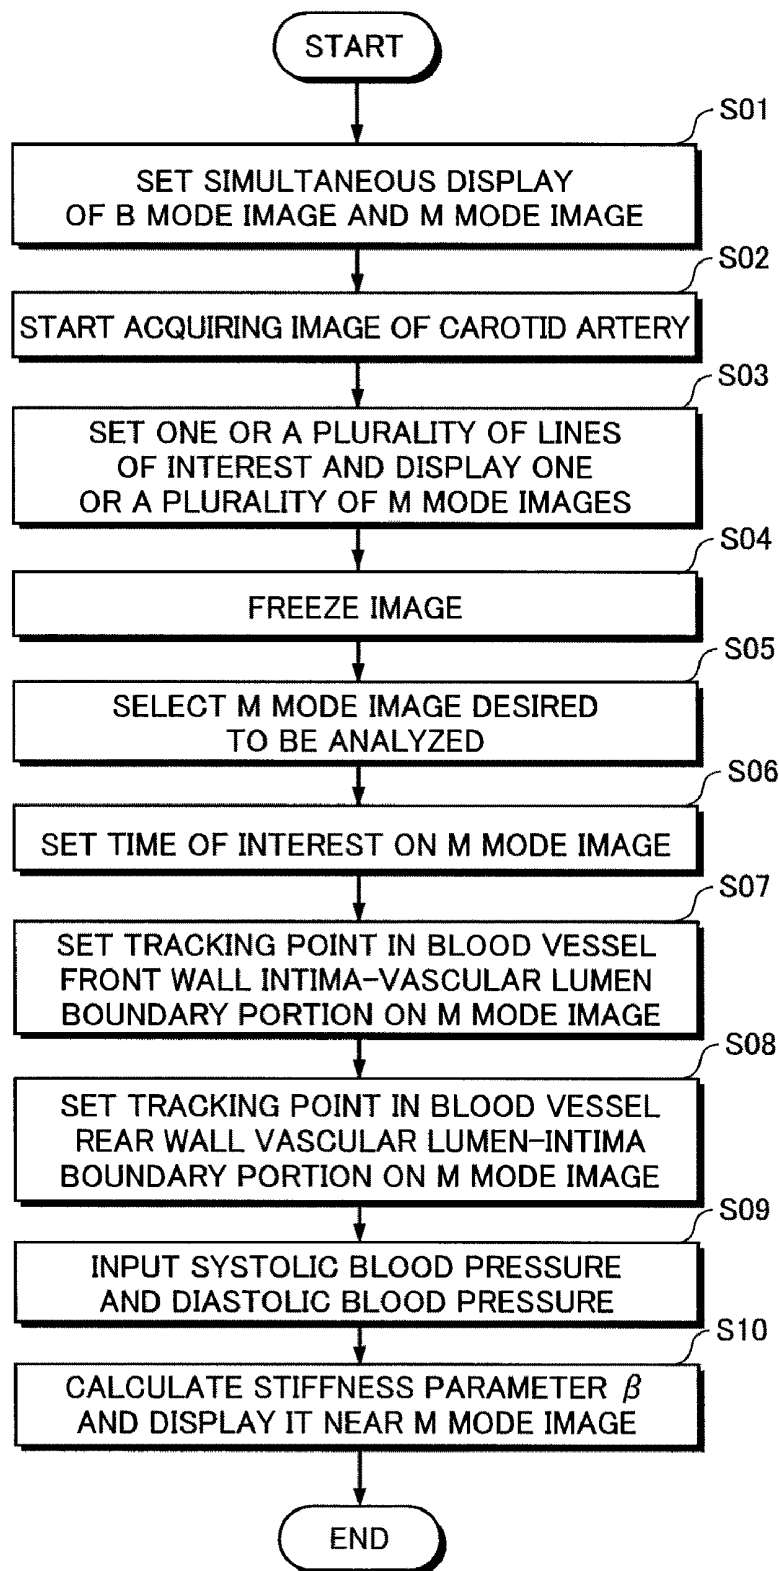 START
S01
SET SIMULTANEOUS DISPLAY
OF B MODE IMAGE AND M MODE IMAGE
S02
START ACQUIRING IMAGE OF CAROTID ARTERY
S03
SET ONE OR A PLURALITY OF LINES
OF INTEREST AND DISPLAY ONE
OR A PLURALITY OF M MODE IMAGES
S04
FREEZE IMAGE
S05
SELECT M MODE IMAGE DESIRED
TO BE ANALYZED
S06
SET TIME OF INTEREST ON M MODE IMAGE
S07
SET TRACKING POINT IN BLOOD VESSEL
FRONT WALL INTIMA-VASCULAR LUMEN
BOUNDARY PORTION ON M MODE IMAGE
S08
SET TRACKING POINT IN BLOOD VESSEL
REAR WALL VASCULAR LUMEN-INTIMA
BOUNDARY PORTION ON M MODE IMAGE
S09
INPUT SYSTOLIC BLOOD PRESSURE
AND DIASTOLIC BLOOD PRESSURE
S10
CALCULATE STIFFNESS PARAMETER β
AND DISPLAY IT NEAR M MODE IMAGE
END